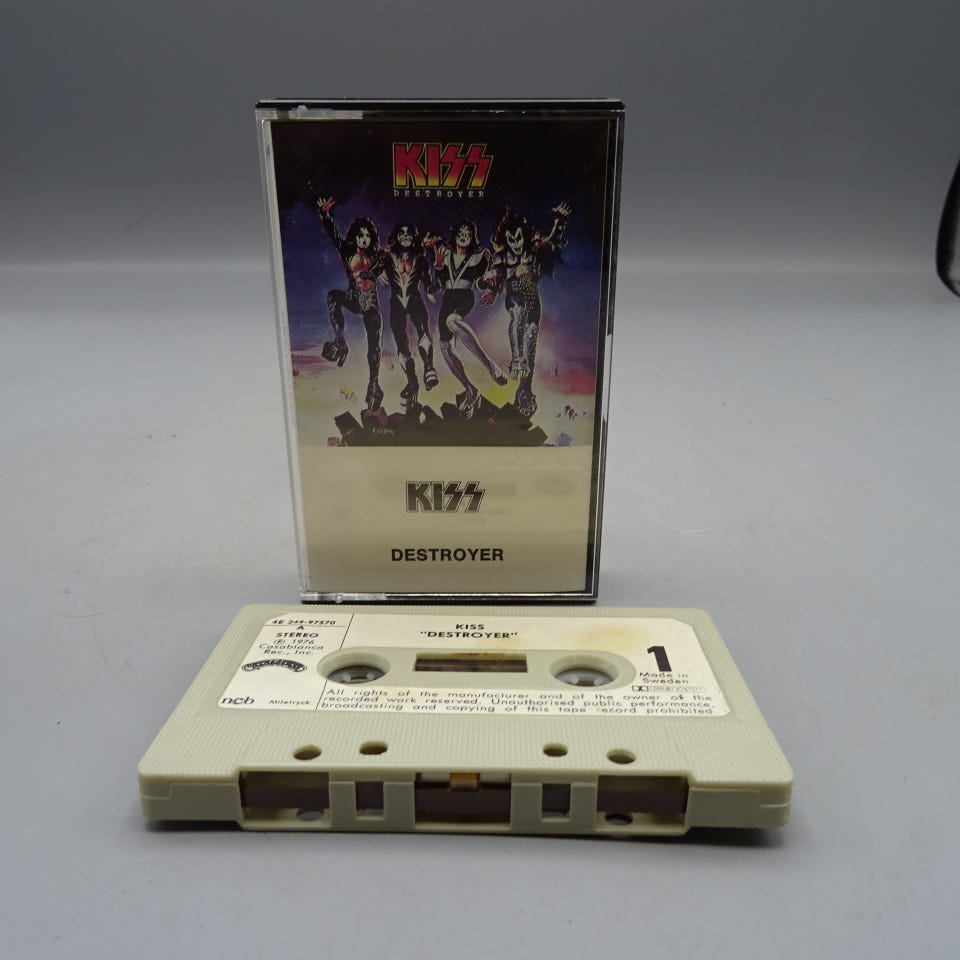 KISS
DESTROYER
KISS
DESTROYER
4E 244-97570
A
STEREO
℗ 1976
Casablanca
Rec., Inc.
ncb
KISS
"DESTROYER"
1
Made in
Sweden
All rights of the manufacturer and of the owner of the
recorded work reserved. Unauthorised public performance,
broadcasting and copying of this tape record prohibited